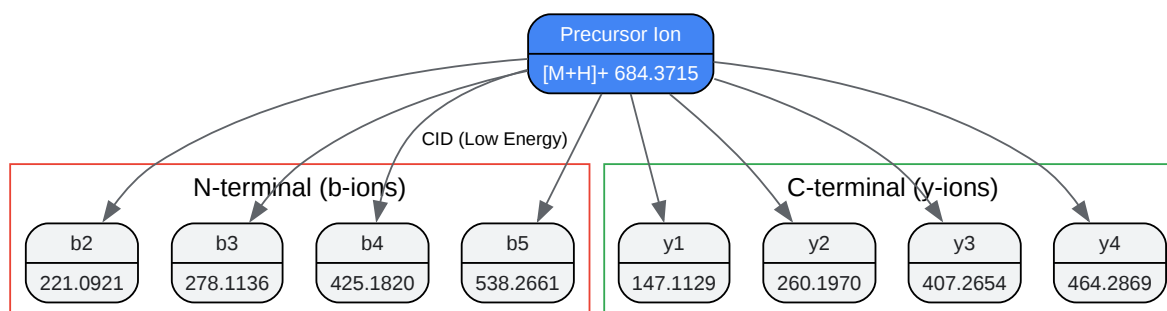 Precursor Ion
[M+H]+ 684.3715
CID (Low Energy)
N-terminal (b-ions)
C-terminal (y-ions)
b2
221.0921
b3
278.1136
b4
425.1820
b5
538.2661
y1
147.1129
y2
260.1970
y3
407.2654
y4
464.2869